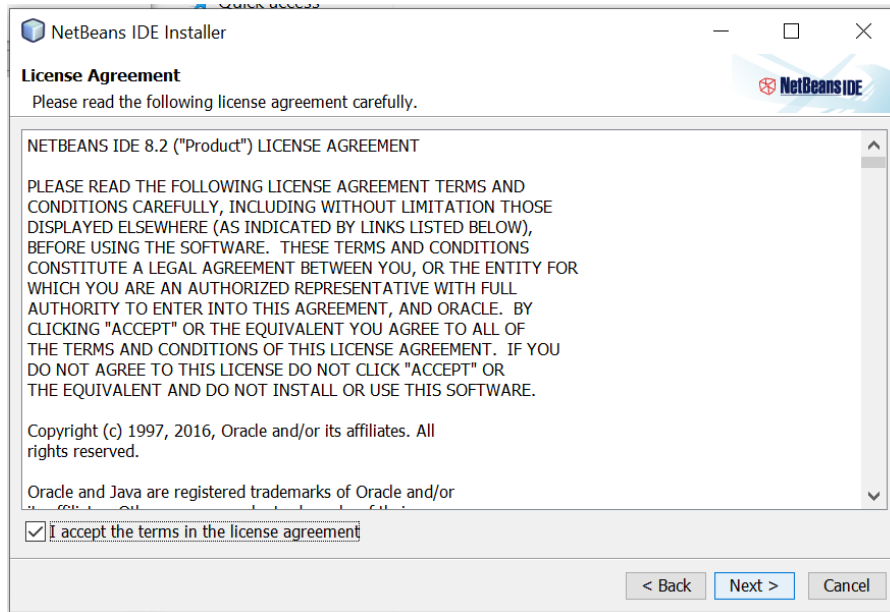 Quick access
NetBeans IDE Installer
License Agreement
Please read the following license agreement carefully.
NetBeans IDE
NETBEANS IDE 8.2 ("Product") LICENSE AGREEMENT
PLEASE READ THE FOLLOWING LICENSE AGREEMENT TERMS AND
CONDITIONS CAREFULLY, INCLUDING WITHOUT LIMITATION THOSE
DISPLAYED ELSEWHERE (AS INDICATED BY LINKS LISTED BELOW),
BEFORE USING THE SOFTWARE.  THESE TERMS AND CONDITIONS
CONSTITUTE A LEGAL AGREEMENT BETWEEN YOU, OR THE ENTITY FOR
WHICH YOU ARE AN AUTHORIZED REPRESENTATIVE WITH FULL
AUTHORITY TO ENTER INTO THIS AGREEMENT, AND ORACLE.  BY
CLICKING "ACCEPT" OR THE EQUIVALENT YOU AGREE TO ALL OF
THE TERMS AND CONDITIONS OF THIS LICENSE AGREEMENT.  IF YOU
DO NOT AGREE TO THIS LICENSE DO NOT CLICK "ACCEPT" OR
THE EQUIVALENT AND DO NOT INSTALL OR USE THIS SOFTWARE.
Copyright (c) 1997, 2016, Oracle and/or its affiliates. All
rights reserved.
Oracle and Java are registered trademarks of Oracle and/or
I accept the terms in the license agreement
< Back
Next >
Cancel